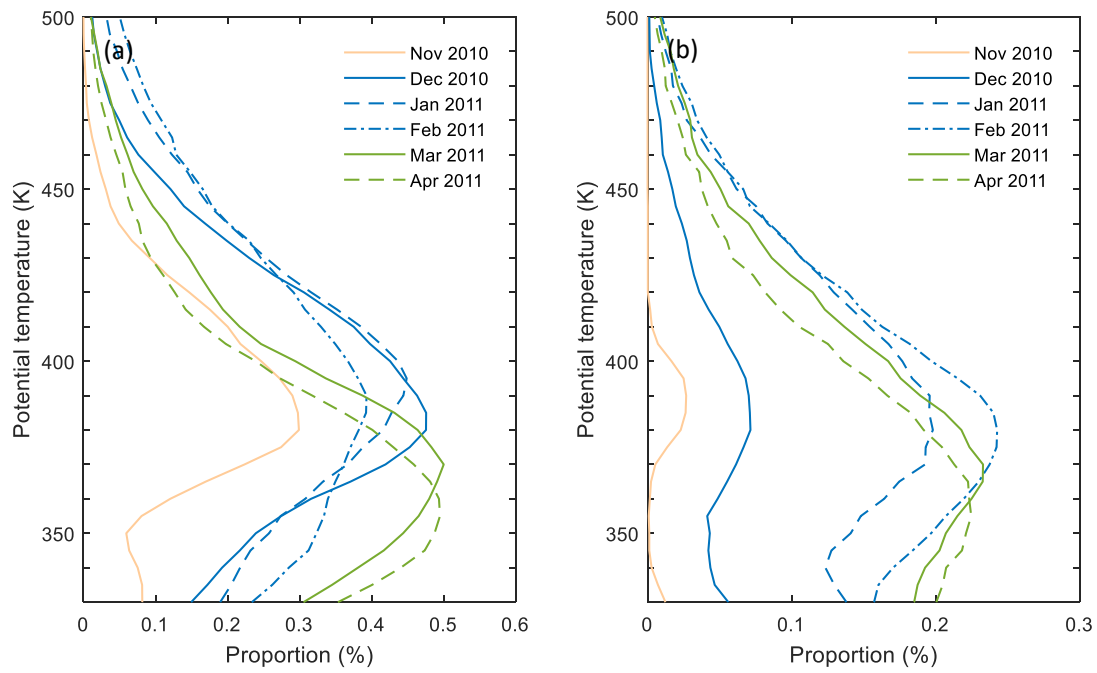 (a)
500
450
400
350
Potential temperature (K)
Nov 2010
Dec 2010
Jan 2011
Feb 2011
Mar 2011
Apr 2011
0 0.1 0.2 0.3 0.4 0.5 0.6
Proportion (%)
(b)
500
450
400
350
Potential temperature (K)
Nov 2010
Dec 2010
Jan 2011
Feb 2011
Mar 2011
Apr 2011
0 0.1 0.2 0.3
Proportion (%)